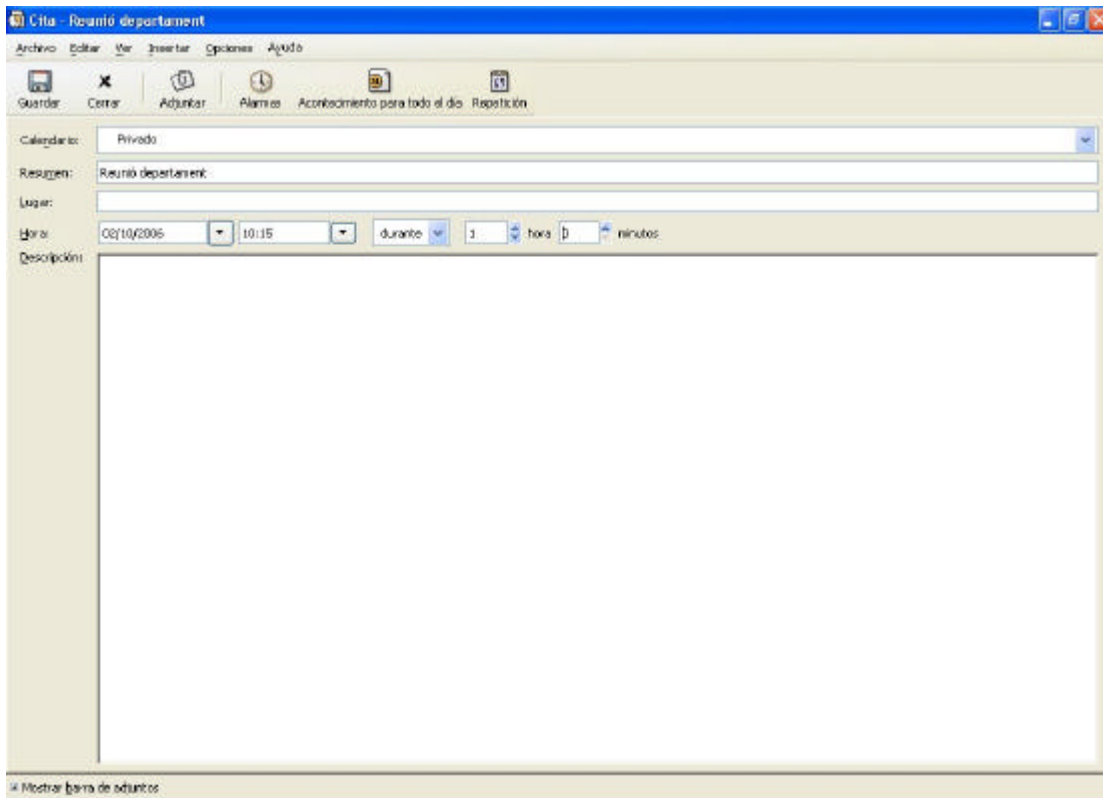 Cita - Reunió departament
Archivo Editar Ver Insertar Opciones Ayuda
Guardar Cerrar Adjuntar Alarmas Acontecimiento para todo el día Repetición
Calendario: Privado
Resumen: Reunió departament
Lugar:
Hora: 02/10/2006 10:15 durante 1 hora 0 minutos
Descripción:
Mostrar barra de adjuntos